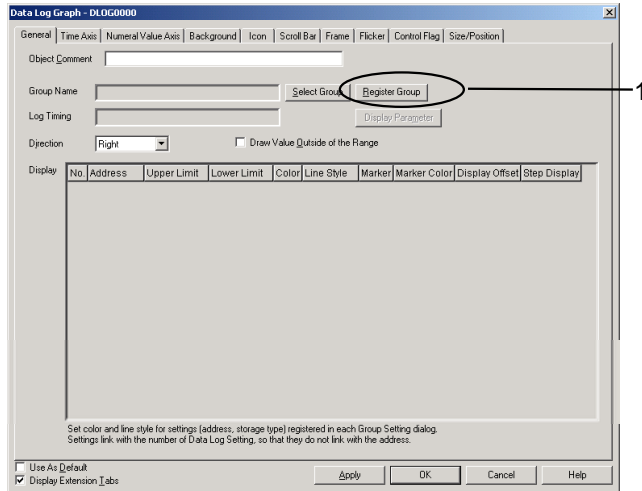 Data Log Graph - DLOG0000
General Time Axis Numeral Value Axis Background Icon Scroll Bar Frame Flicker Control Flag Size/Position
Object Comment
Group Name Select Group Register Group 1
Log Timing Display Parameter
Direction Right Draw Value Outside of the Range
Display No. Address Upper Limit Lower Limit Color Line Style Marker Marker Color Display Offset Step Display
Set color and line style for settings (address, storage type) registered in each Group Setting dialog.
Settings link with the number of Data Log Setting, so that they do not link with the address.
Use As Default
Display Extension Tabs Apply OK Cancel Help